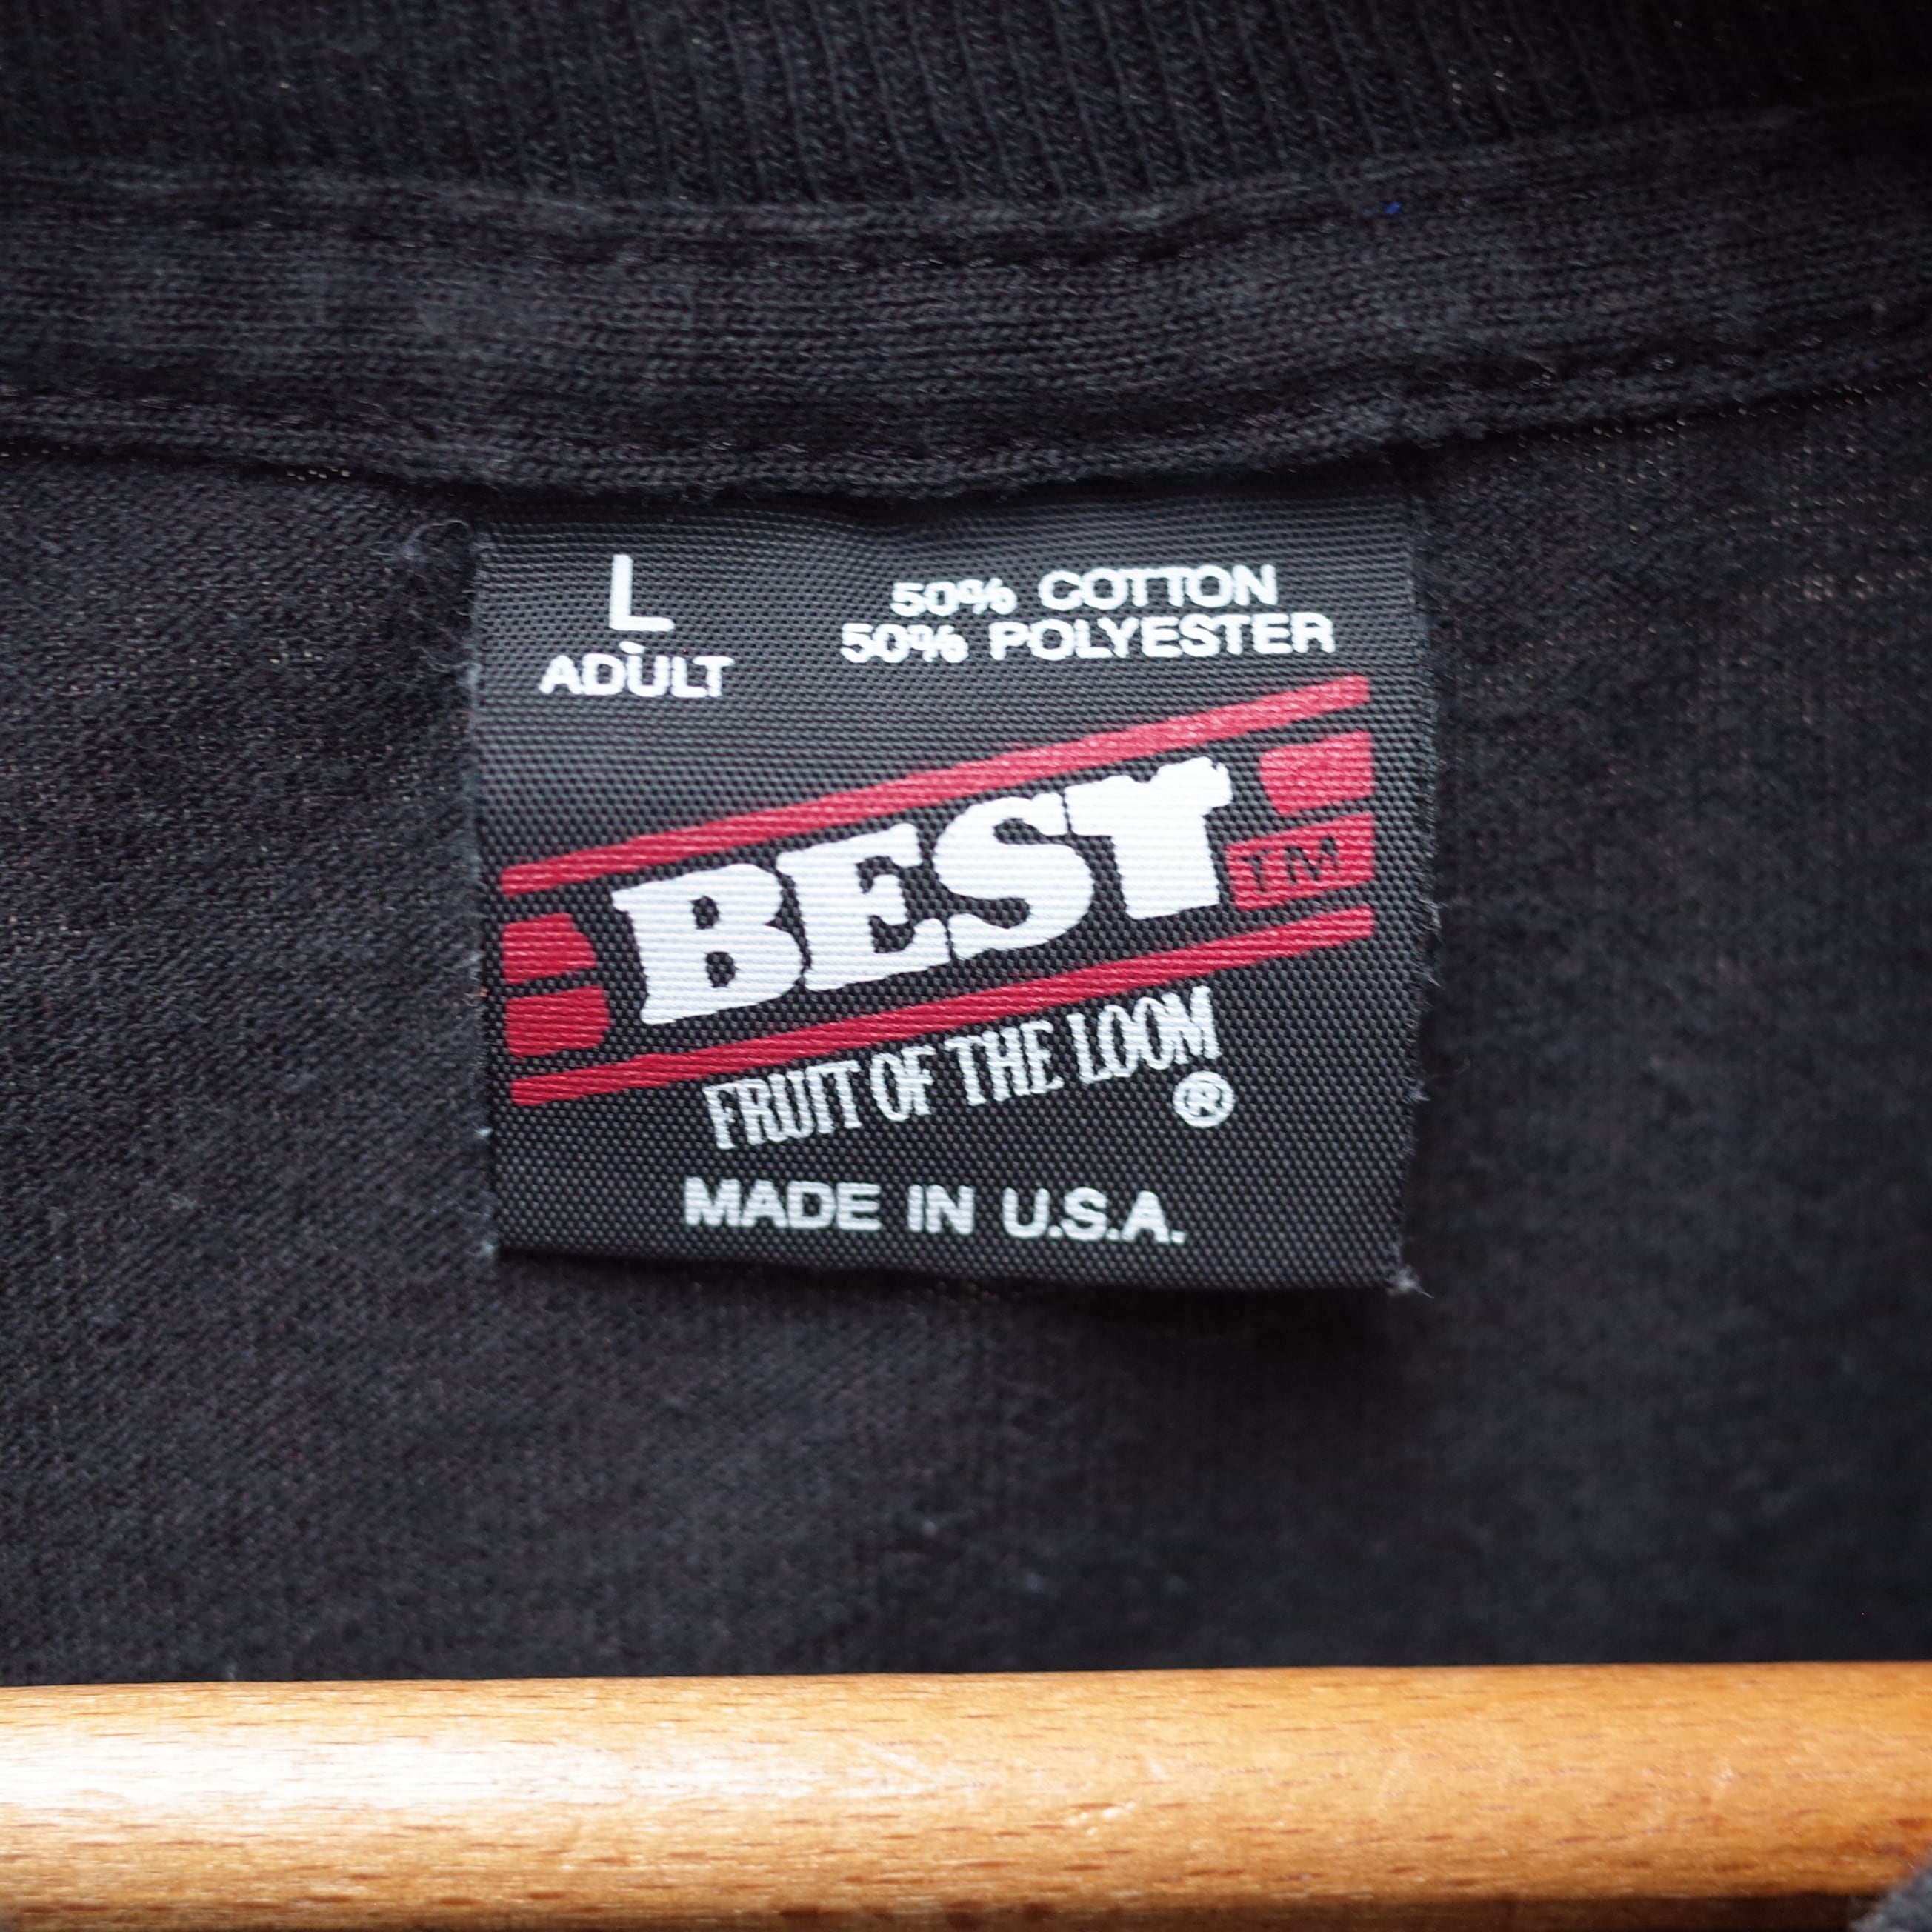 L
ADULT
50% COTTON
50% POLYESTER
BEST TM
FRUIT OF THE LOOM
®
MADE IN U.S.A.